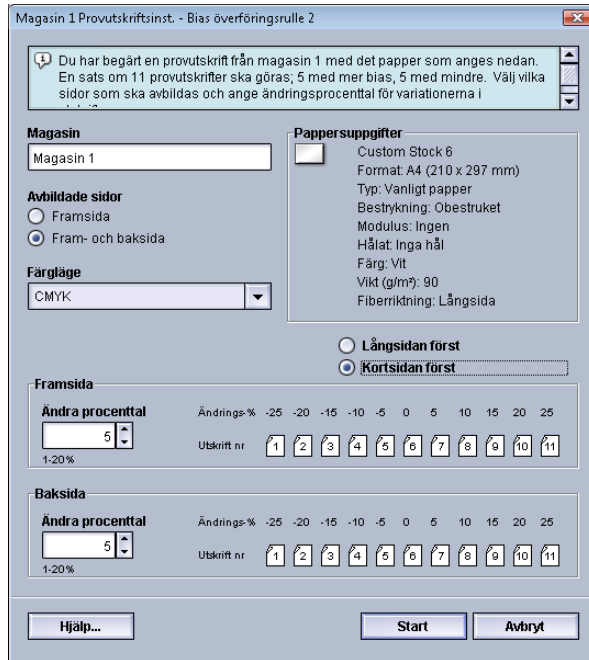 Magasin 1 Provutskriftsinst. - Bias överföringsrulle 2
Du har begärt en provutskrift från magasin 1 med det papper som anges nedan.
En sats om 11 provutskrifter ska göras; 5 med mer bias, 5 med mindre. Välj vilka
sidor som ska avbildas och ange ändringsprocenttal för variationerna i
Magasin
Magasin 1
Avbildade sidor
Framsida
Fram- och baksida
Färgläge
CMYK
Pappersuppgifter
Custom Stock 6
Format: A4 (210 x 297 mm)
Typ: Vanligt papper
Bestrykning: Obestruket
Modulus: Ingen
Hålat: Inga hål
Färg: Vit
Vikt (g/m²): 90
Fiberriktning: Långsida
Långsidan först
Kortsidan först
Framsida
Ändra procenttal
5
1-20%
Ändrings-% -25 -20 -15 -10 -5 0 5 10 15 20 25
Utskrift nr 1 2 3 4 5 6 7 8 9 10 11
Baksida
Ändra procenttal
5
1-20%
Ändrings-% -25 -20 -15 -10 -5 0 5 10 15 20 25
Utskrift nr 1 2 3 4 5 6 7 8 9 10 11
Hjälp... Start Avbryt